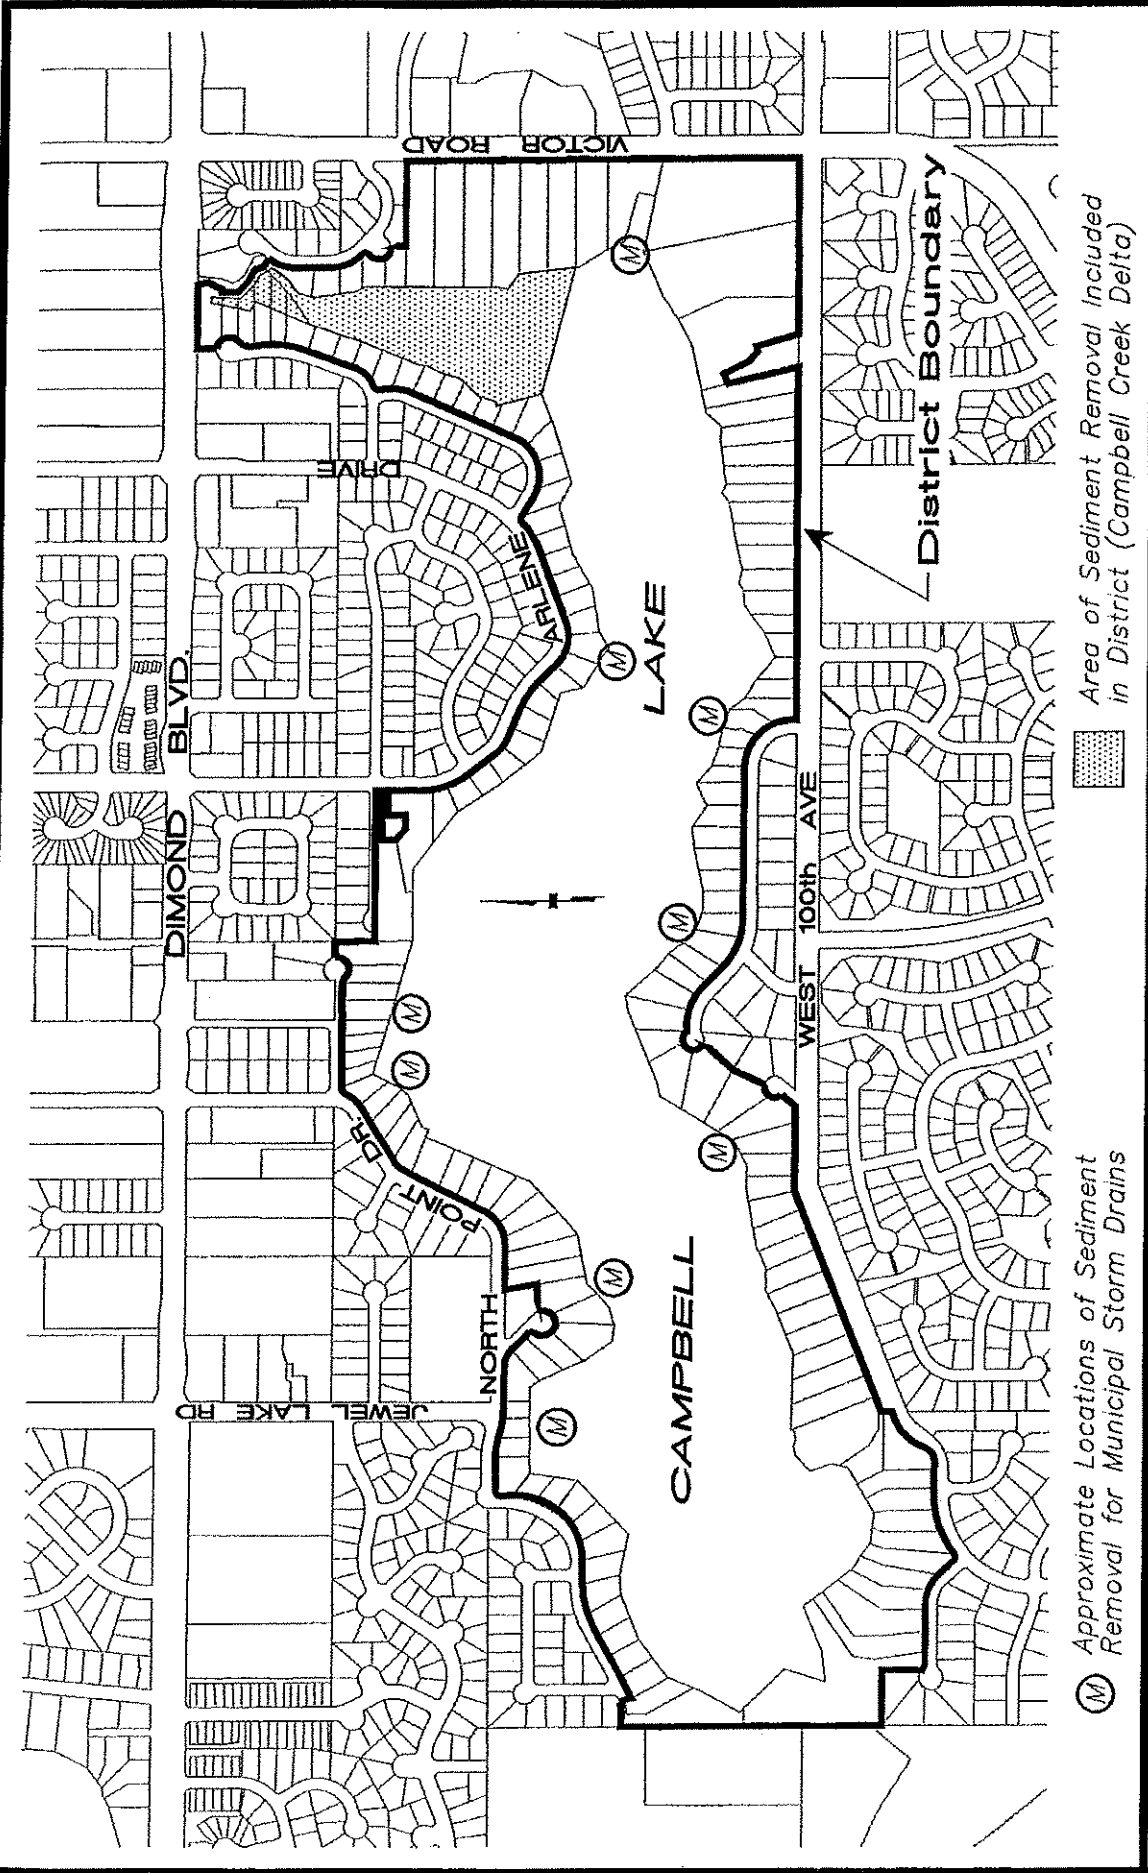 DIMOND
BLVD.
JEWEL LAKE RD
NORTH
POINT
DR.
ARLENE
DRIVE
VICTOR ROAD
CAMPBELL
LAKE
WEST 100th AVE
District Boundary
M
M
M
M
M
M
M
M
M
M Approximate Locations of Sediment
Removal for Municipal Storm Drains
Area of Sediment Removal Included
in District (Campbell Creek Delta)